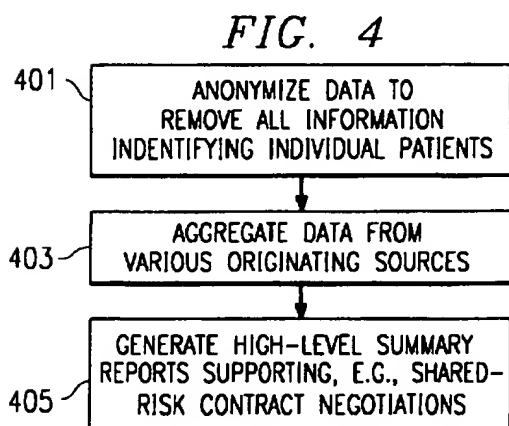 FIG. 4
401
ANONYMIZE DATA TO
REMOVE ALL INFORMATION
INDENTIFYING INDIVIDUAL PATIENTS
403
AGGREGATE DATA FROM
VARIOUS ORIGINATING SOURCES
405
GENERATE HIGH-LEVEL SUMMARY
REPORTS SUPPORTING, E.G., SHARED-
RISK CONTRACT NEGOTIATIONS